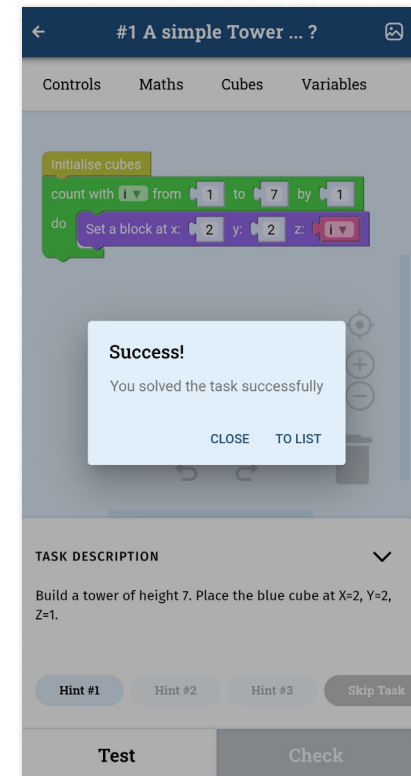 #1 A simple Tower ... ?
Controls Maths Cubes Variables
Initialise cubes
count with i from 1 to 7 by 1
do Set a block at x: 2 y: 2 z: i
Success!
You solved the task successfully
CLOSE TO LIST
TASK DESCRIPTION
Build a tower of height 7. Place the blue cube at X=2, Y=2,
Z=1.
Hint #1 Hint #2 Hint #3 Skip Task
Test Check